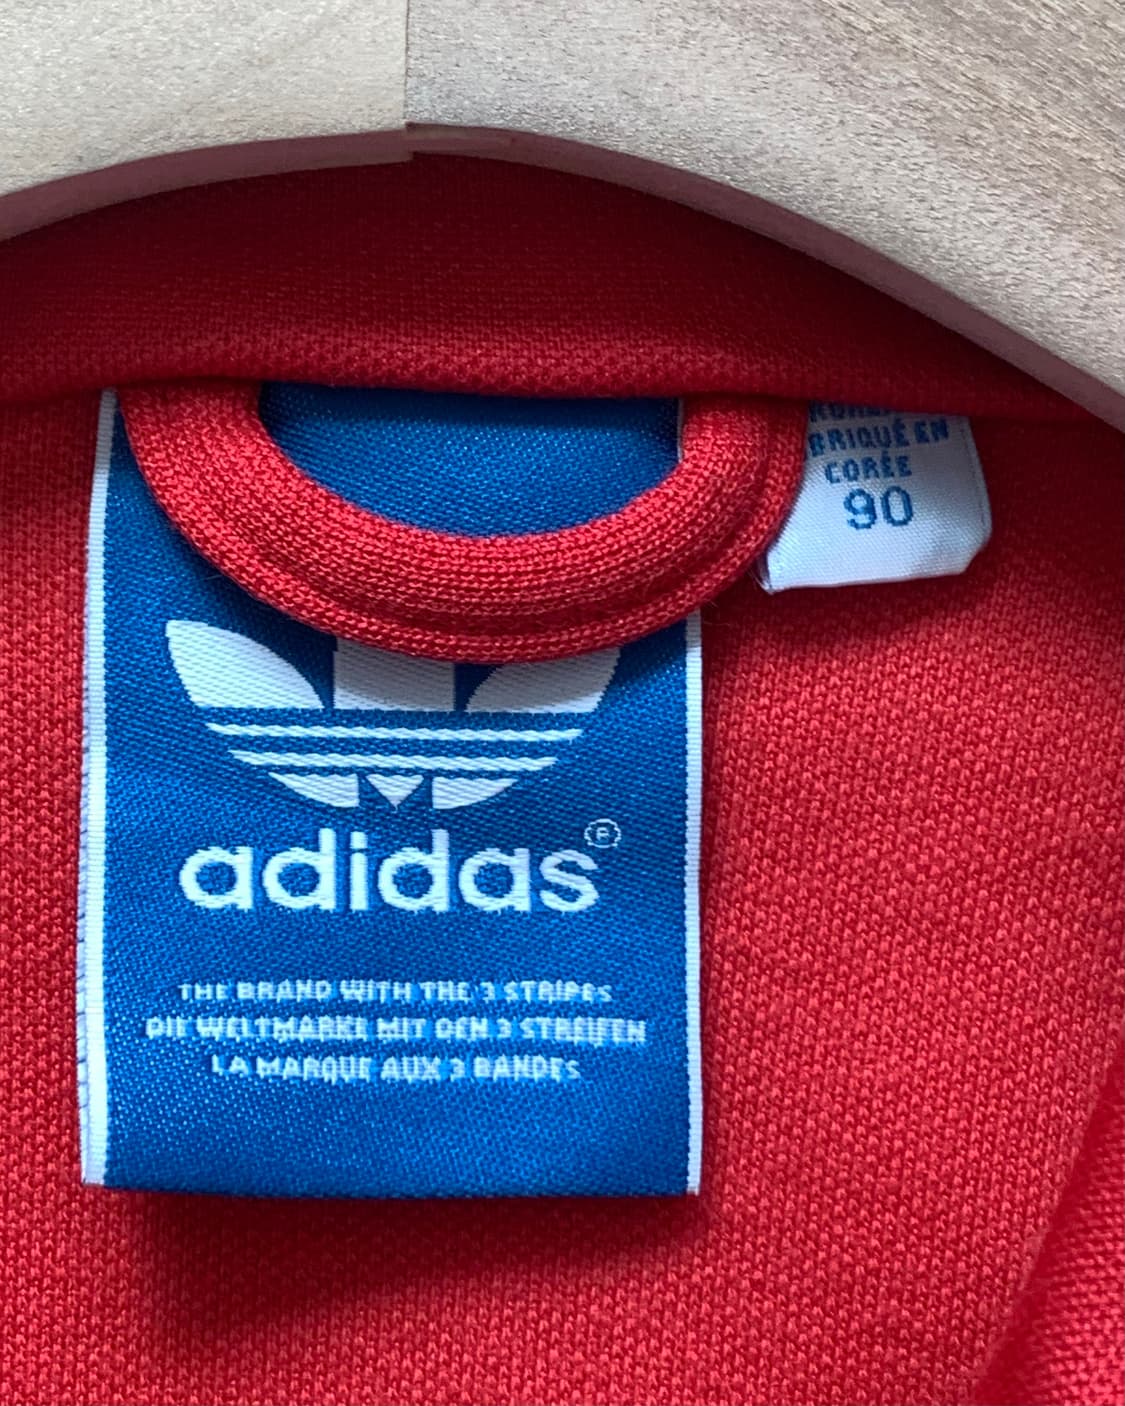 BRIQUÉ EN
CORÉE
90
adidas®
THE BRAND WITH THE 3 STRIPES
DIE WELTMARKE MIT DEN 3 STREIFEN
LA MARQUE AUX 3 BANDES